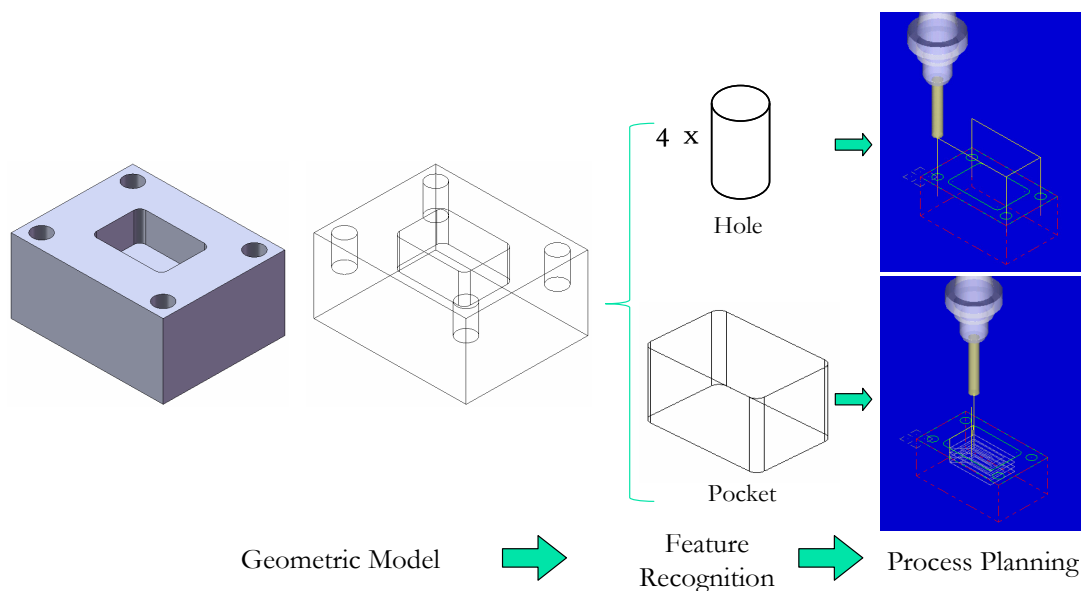 4 x
Hole
Pocket
Geometric Model
Feature
Recognition
Process Planning